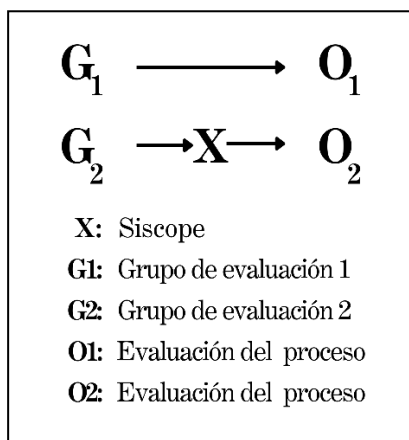 G1 → O1
G2 → X → O2
X: Siscope
G1: Grupo de evaluación 1
G2: Grupo de evaluación 2
O1: Evaluación del proceso
O2: Evaluación del proceso